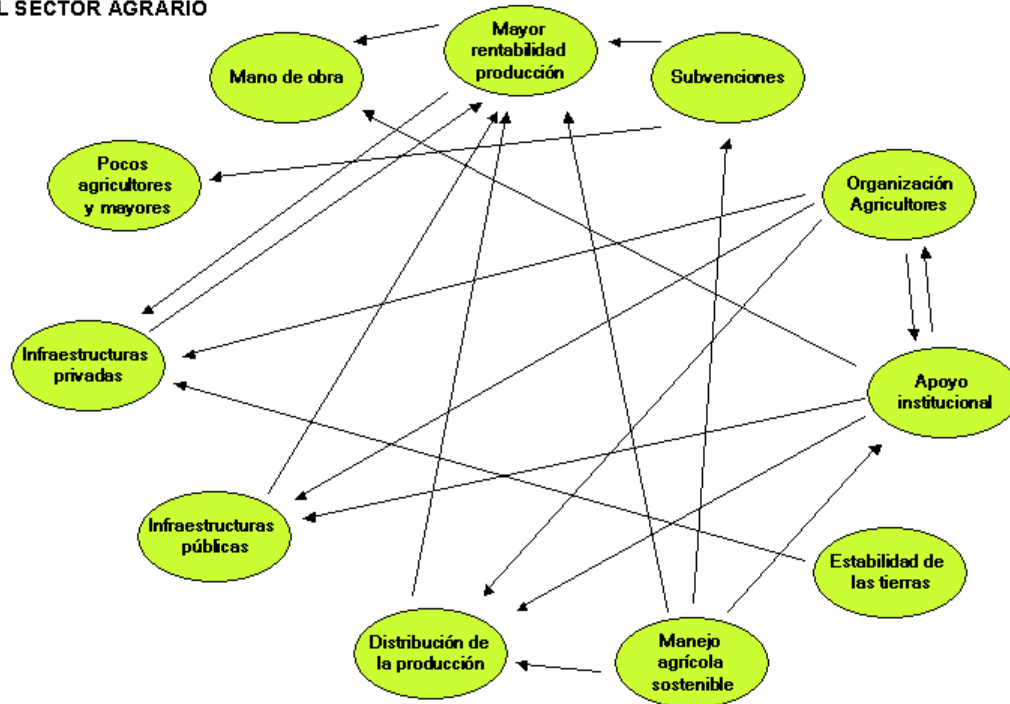 L SECTOR AGRARIO
Mayor
rentabilidad
producción
Mano de obra
Subvenciones
Pocos
agricultores
y mayores
Organización
Agricultores
Infraestructuras
privadas
Apoyo
institucional
Infraestructuras
públicas
Estabilidad de
las tierras
Distribución de
la producción
Manejo
agrícola
sostenible